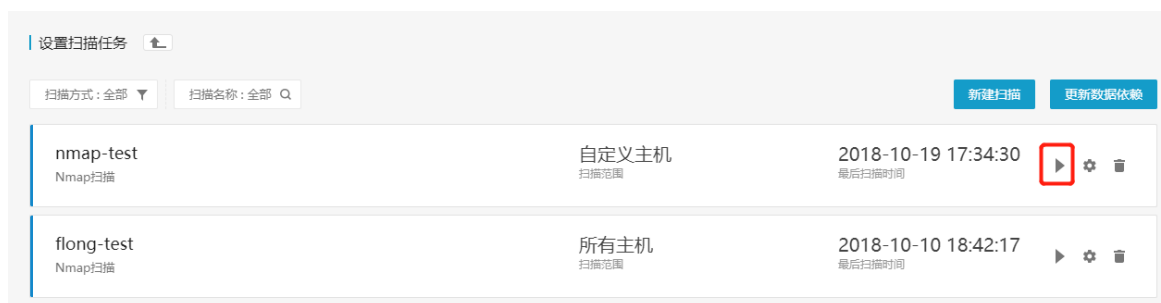 设置扫描任务
扫描方式 : 全部 扫描名称 : 全部 新建扫描 更新数据依赖
nmap-test 自定义主机 2018-10-19 17:34:30
Nmap扫描 扫描范围 最后扫描时间
flong-test 所有主机 2018-10-10 18:42:17
Nmap扫描 扫描范围 最后扫描时间